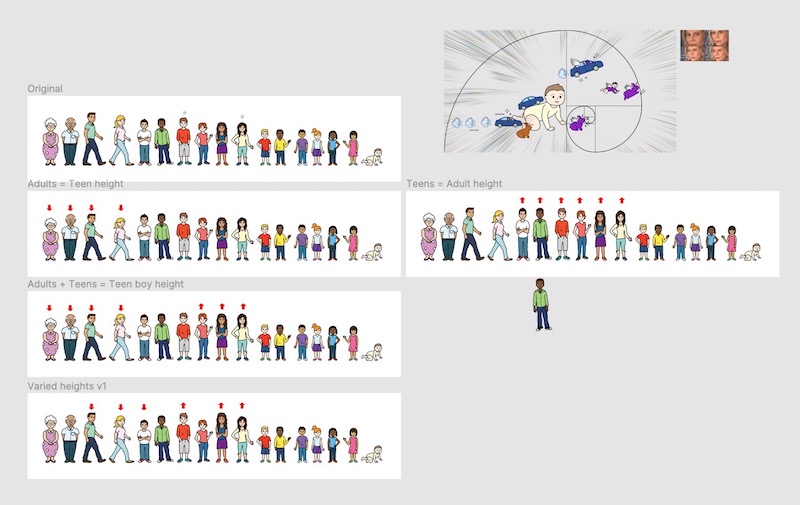 Original
Adults = Teen height
Teens = Adult height
Adults + Teens = Teen boy height
Varied heights v1